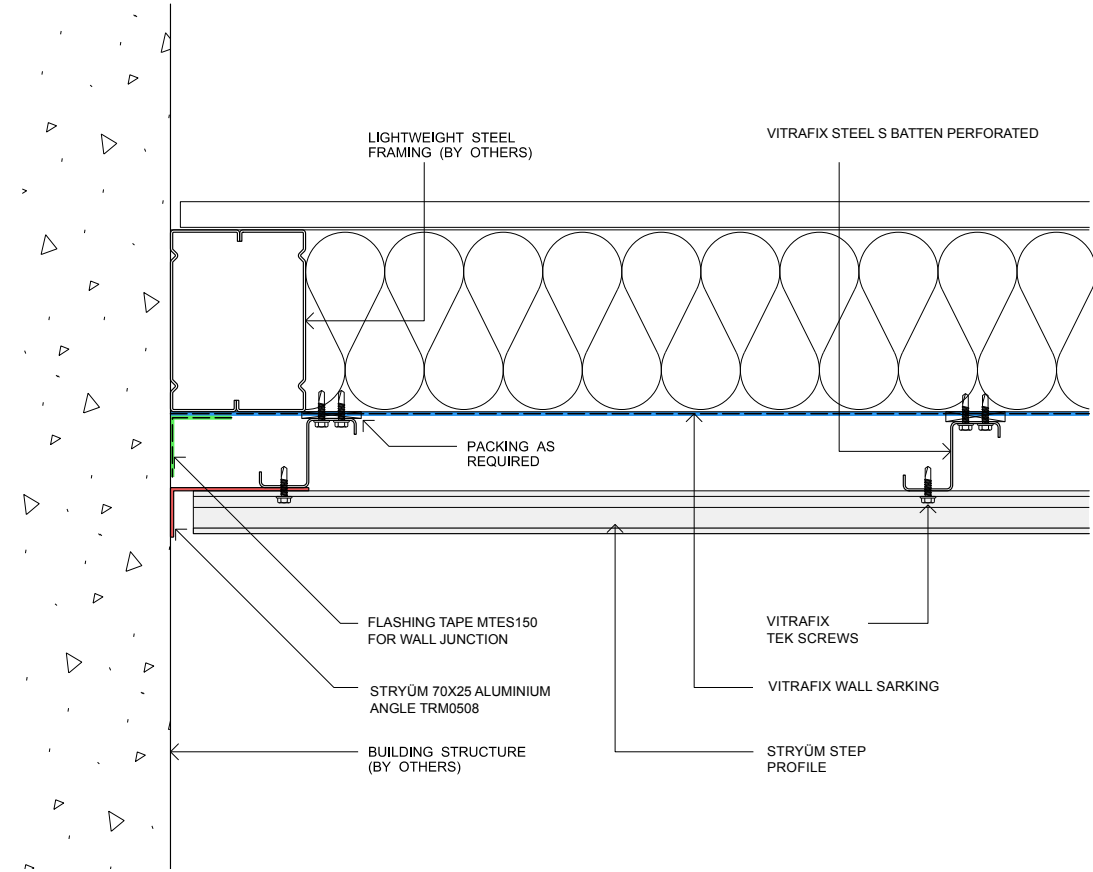 LIGHTWEIGHT STEEL
FRAMING (BY OTHERS)
VITRAFIX STEEL S BATTEN PERFORATED
PACKING AS
REQUIRED
FLASHING TAPE MTES150
FOR WALL JUNCTION
VITRAFIX
TEK SCREWS
STRYÜM 70X25 ALUMINIUM
ANGLE TRM0508
VITRAFIX WALL SARKING
BUILDING STRUCTURE
(BY OTHERS)
STRYÜM STEP
PROFILE